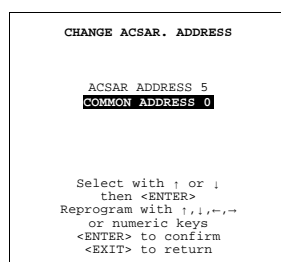 CHANGE ACSAR. ADDRESS
ACSAR ADDRESS 5
COMMON ADDRESS 0
Select with ↑ or ↓
then <ENTER>
Reprogram with ↑,↓,←,→
or numeric keys
<ENTER> to confirm
<EXIT> to return